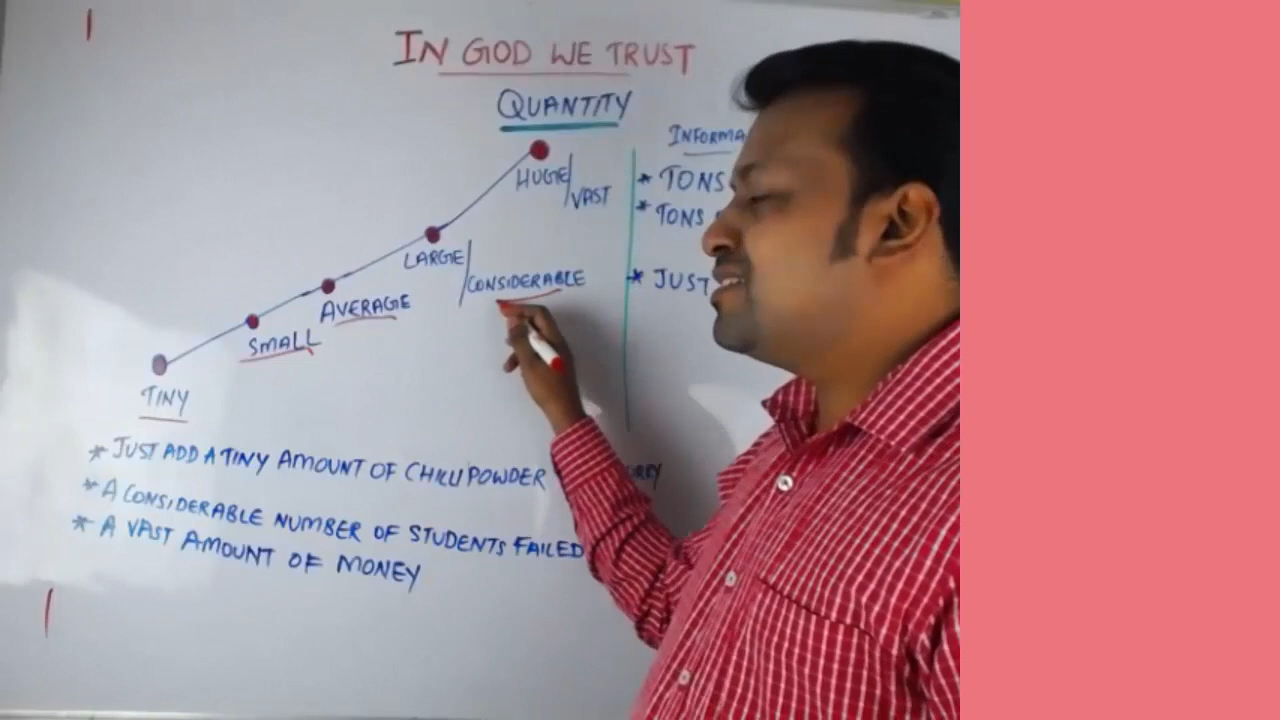 IN GOD WE TRUST
QUANTITY
HUGE/VAST
LARGE/CONSIDERABLE
AVERAGE
SMALL
TINY
* TONS
* TONS
* JUST
* JUST ADD A TINY AMOUNT OF CHILLI POWDER
* A CONSIDERABLE NUMBER OF STUDENTS FAILED
* A VAST AMOUNT OF MONEY